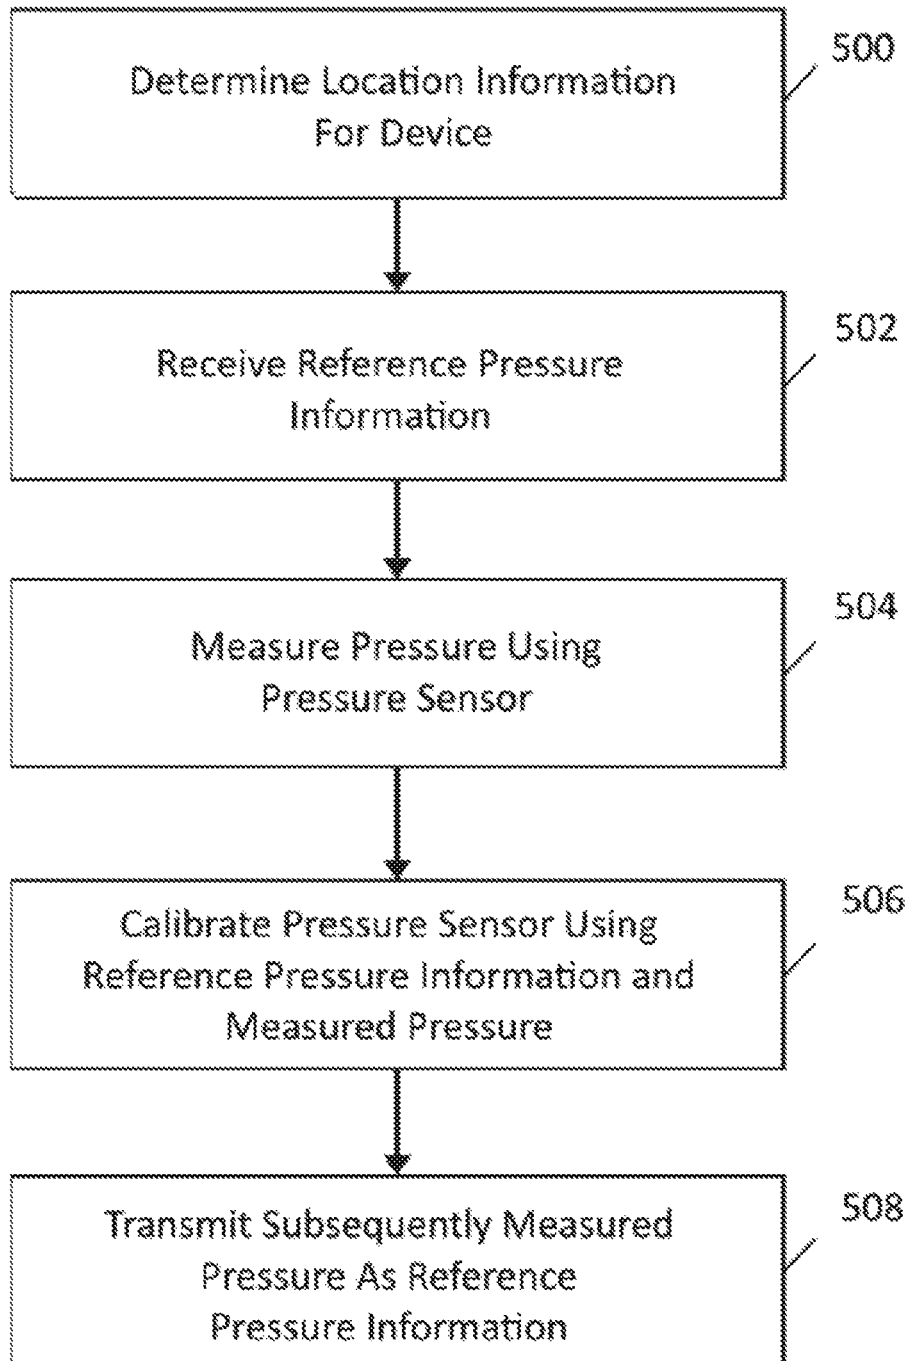 500
Determine Location Information
For Device
502
Receive Reference Pressure
Information
504
Measure Pressure Using
Pressure Sensor
506
Calibrate Pressure Sensor Using
Reference Pressure Information and
Measured Pressure
508
Transmit Subsequently Measured
Pressure As Reference
Pressure Information